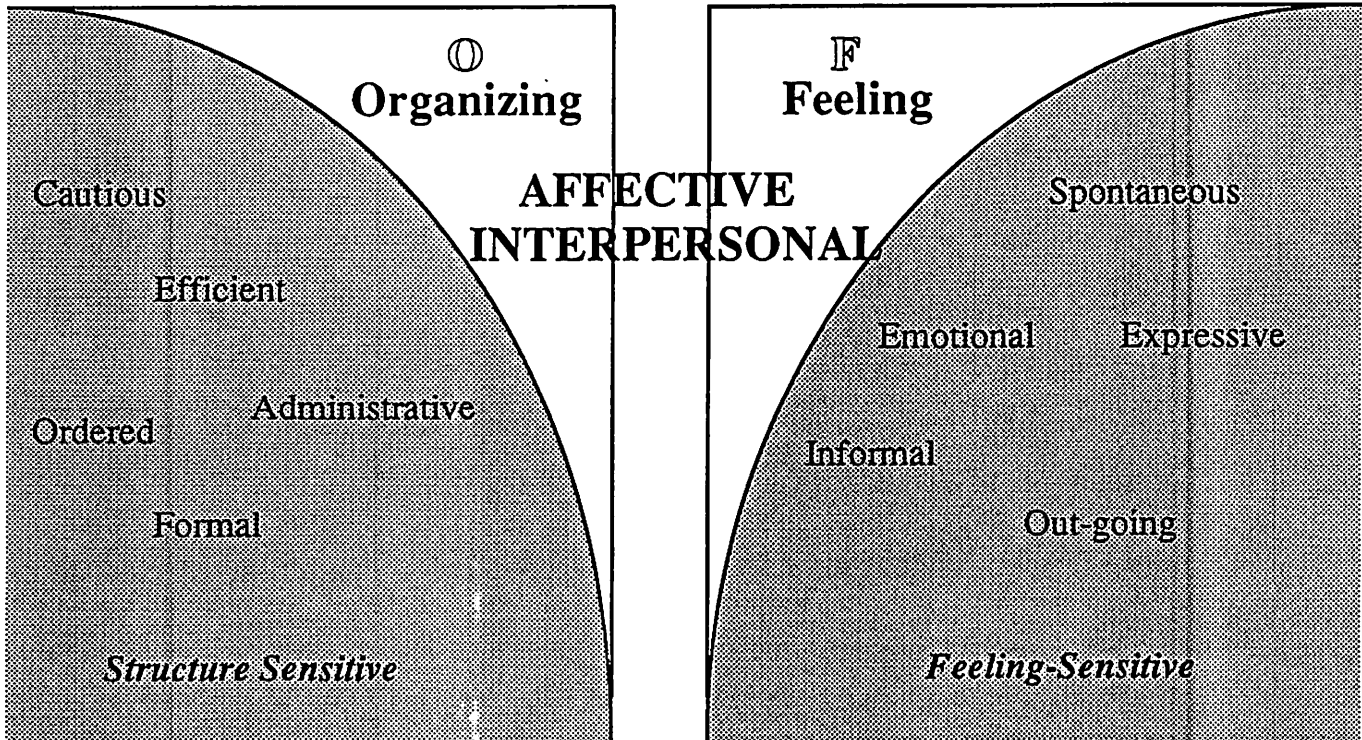 𝕆
Organizing
𝔽
Feeling
AFFECTIVE
INTERPERSONAL
Cautious
Efficient
Administrative
Ordered
Formal
Structure Sensitive
Spontaneous
Emotional
Expressive
Informal
Out-going
Feeling-Sensitive